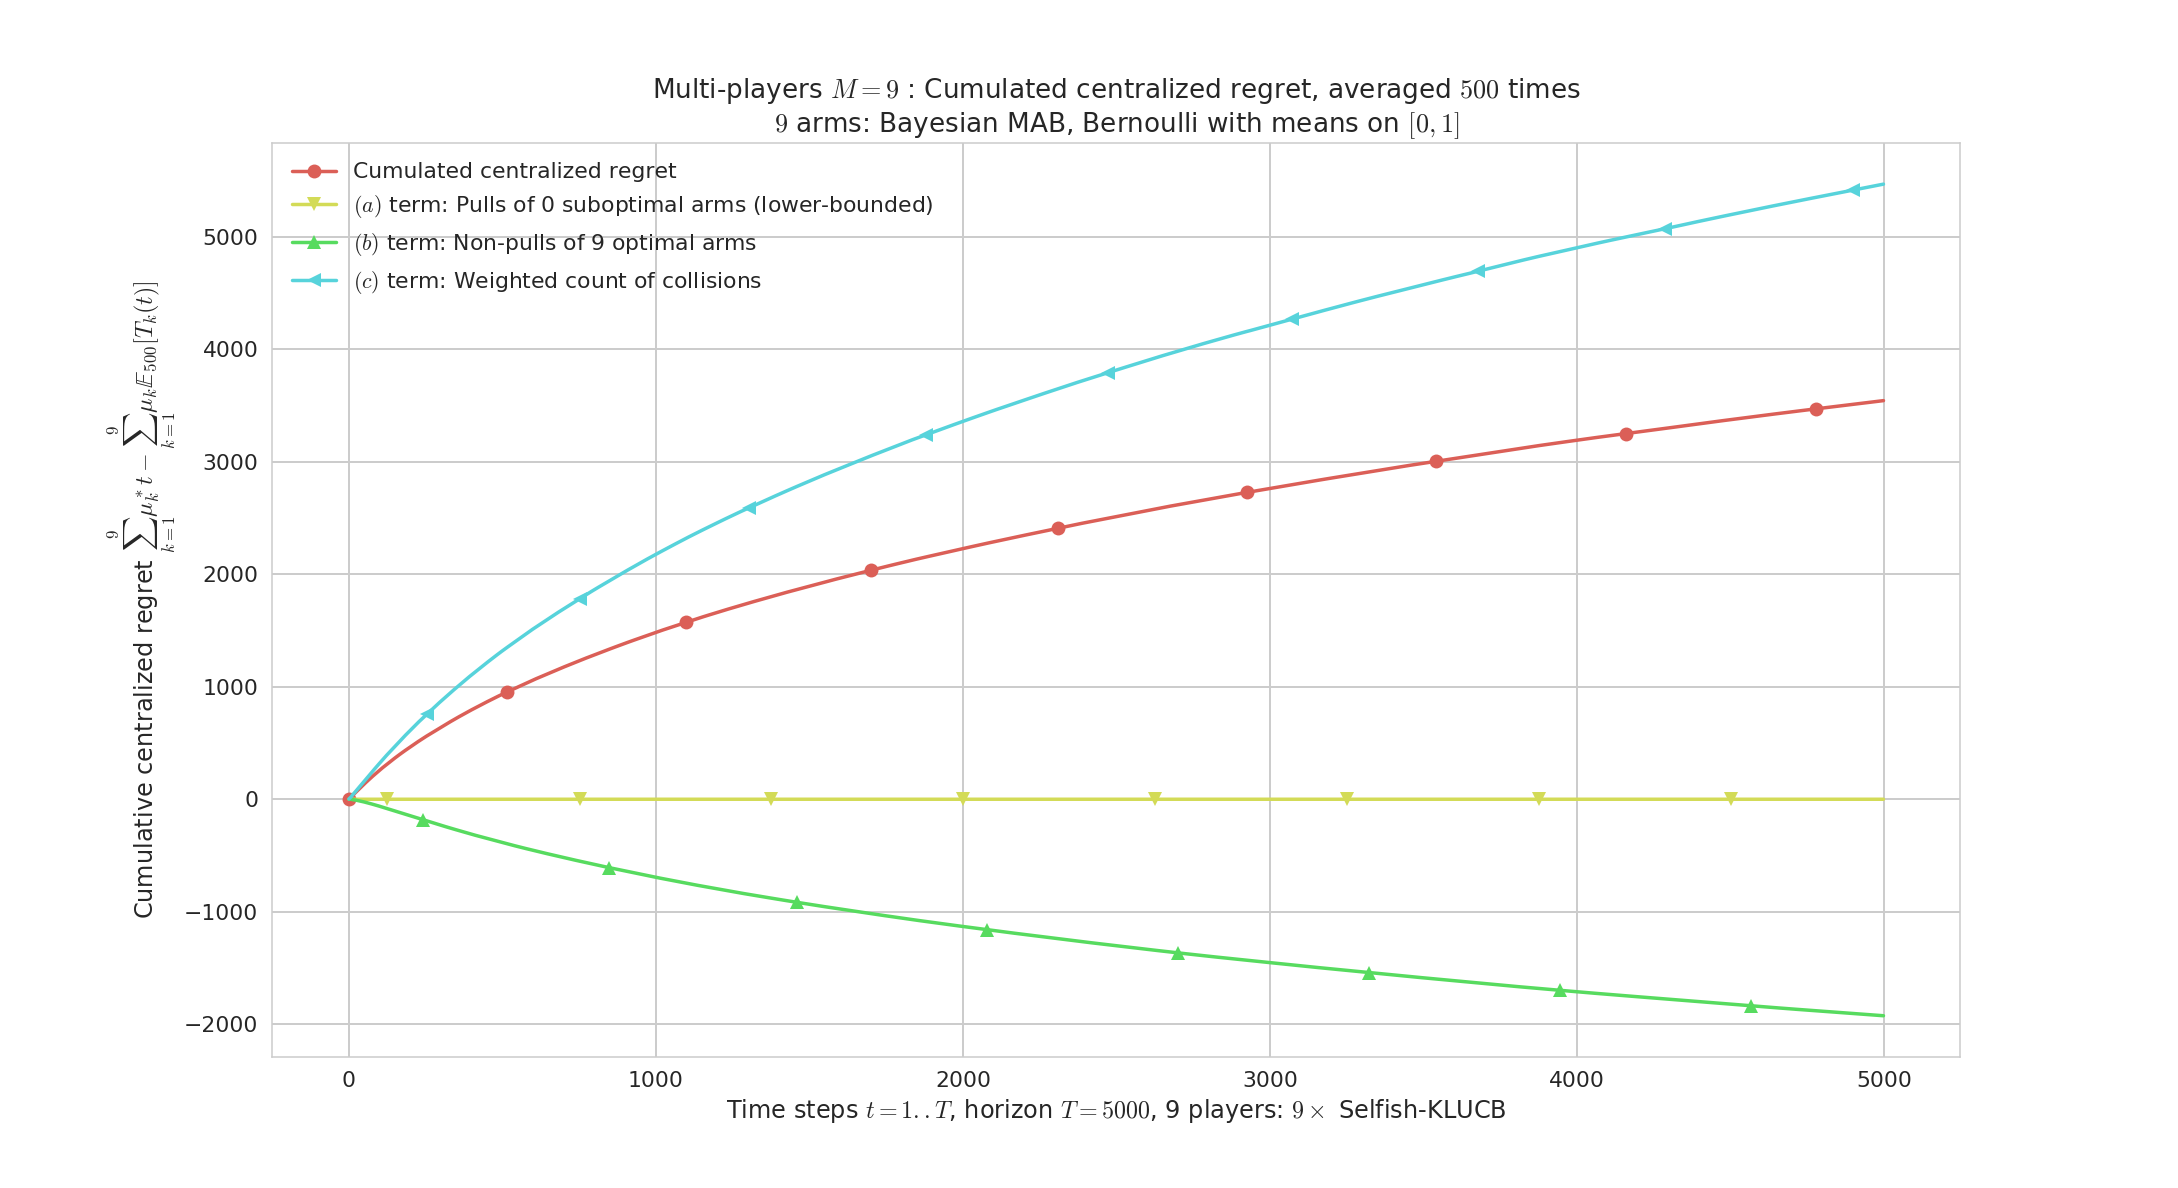 Multi-players M = 9 : Cumulated centralized regret, averaged 500 times
9 arms: Bayesian MAB, Bernoulli with means on [0, 1]
Cumulated centralized regret
(a) term: Pulls of 0 suboptimal arms (lower-bounded)
(b) term: Non-pulls of 9 optimal arms
(c) term: Weighted count of collisions
Cumulative centralized regret \sum_{k=1}^{9} \mu_k^* t - \sum_{k=1}^{9} \mu_k 𝔼_{500}[T_k(t)]
5000
4000
3000
2000
1000
0
−1000
−2000
0 1000 2000 3000 4000 5000
Time steps t = 1..T, horizon T = 5000, 9 players: 9× Selfish-KLUCB